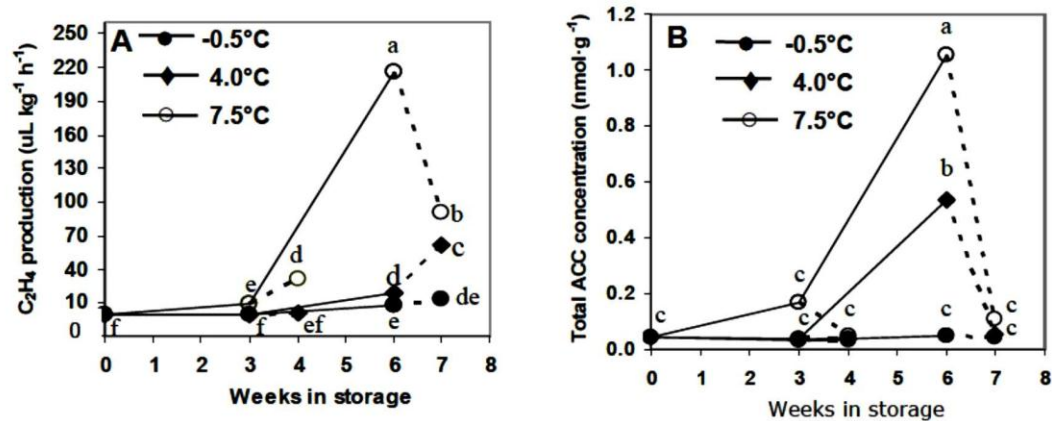 A
-0.5°C
4.0°C
7.5°C
C₂H₄ production (uL kg⁻¹ h⁻¹)
250
220
190
160
130
100
70
40
10
0
a
b
c
d
d
de
e
e
f
f
ef
0 1 2 3 4 5 6 7 8
Weeks in storage
B
-0.5°C
4.0°C
7.5°C
Total ACC concentration (nmol·g⁻¹)
1.2
1.0
0.8
0.6
0.4
0.2
0.0
a
b
c
c
c
c
c
c
c
0 1 2 3 4 5 6 7 8
Weeks in storage